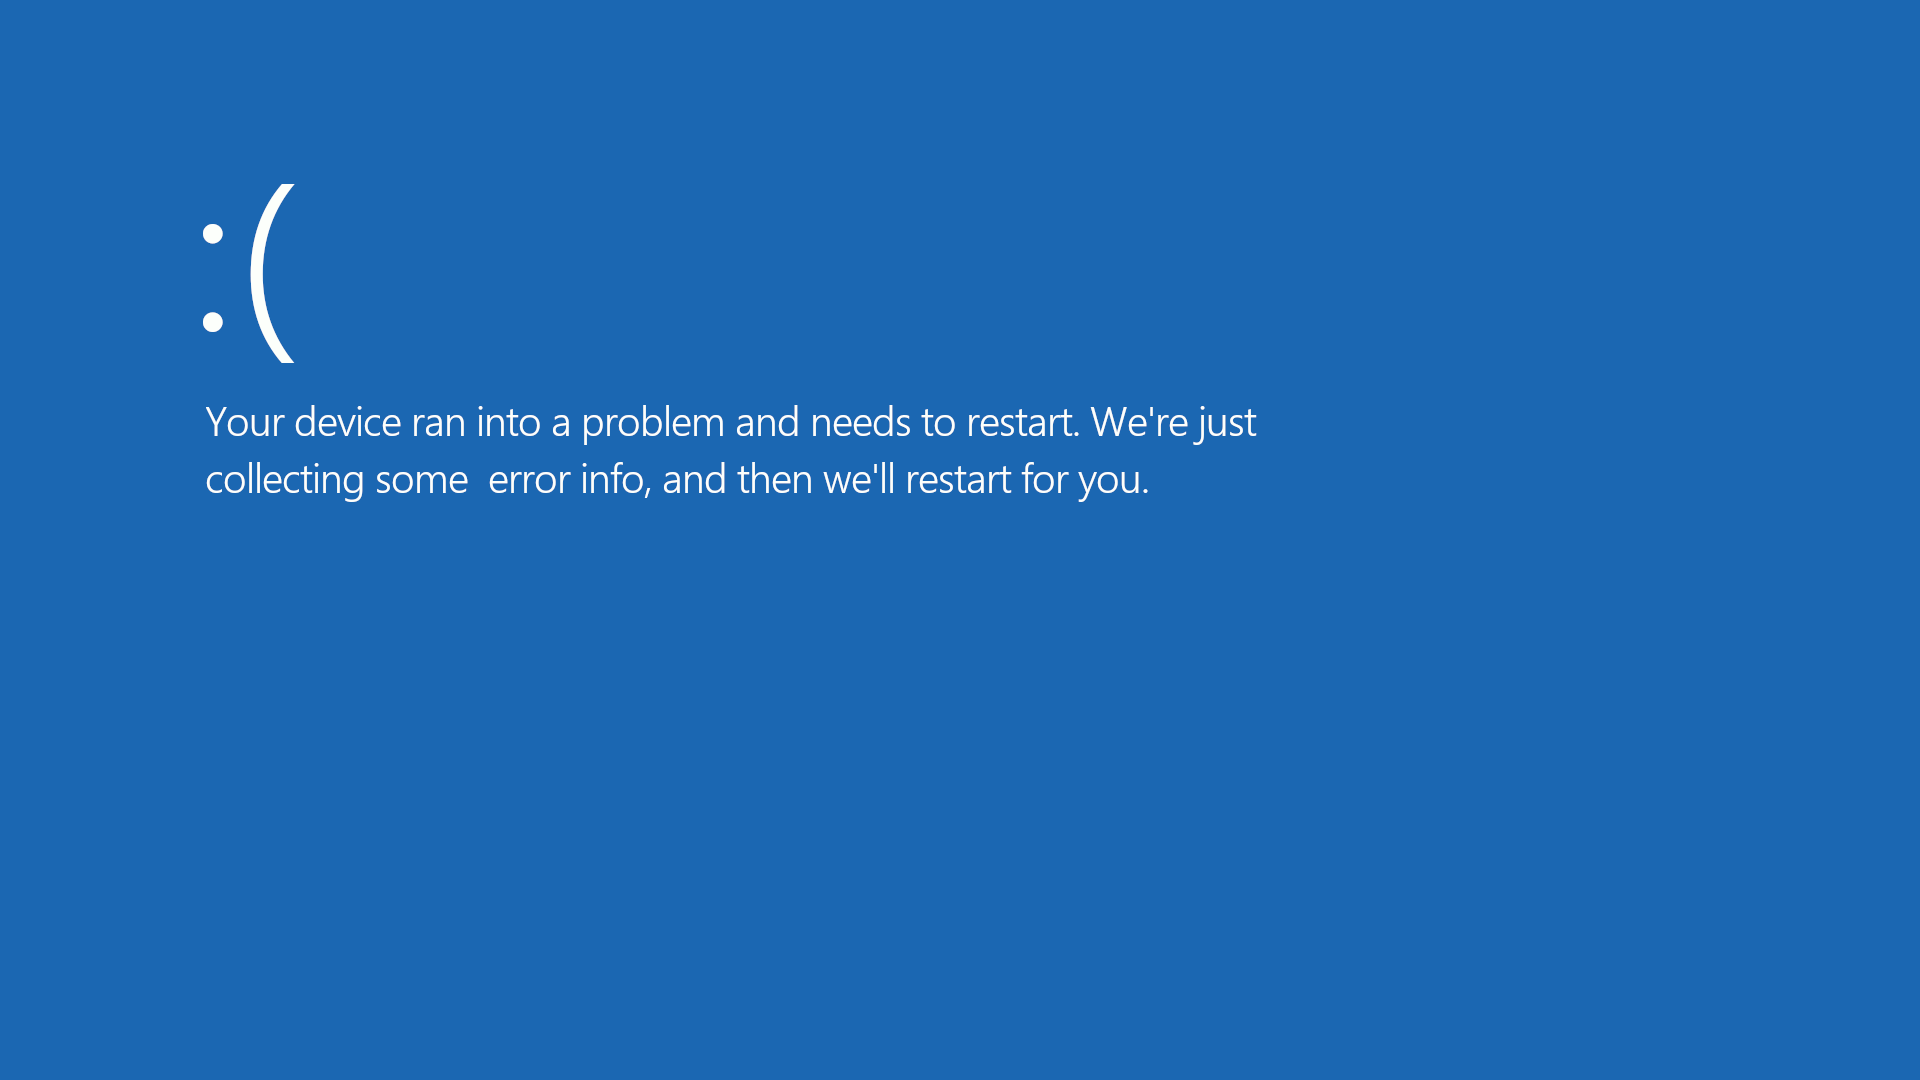 :(
Your device ran into a problem and needs to restart. We're just
collecting some  error info, and then we'll restart for you.